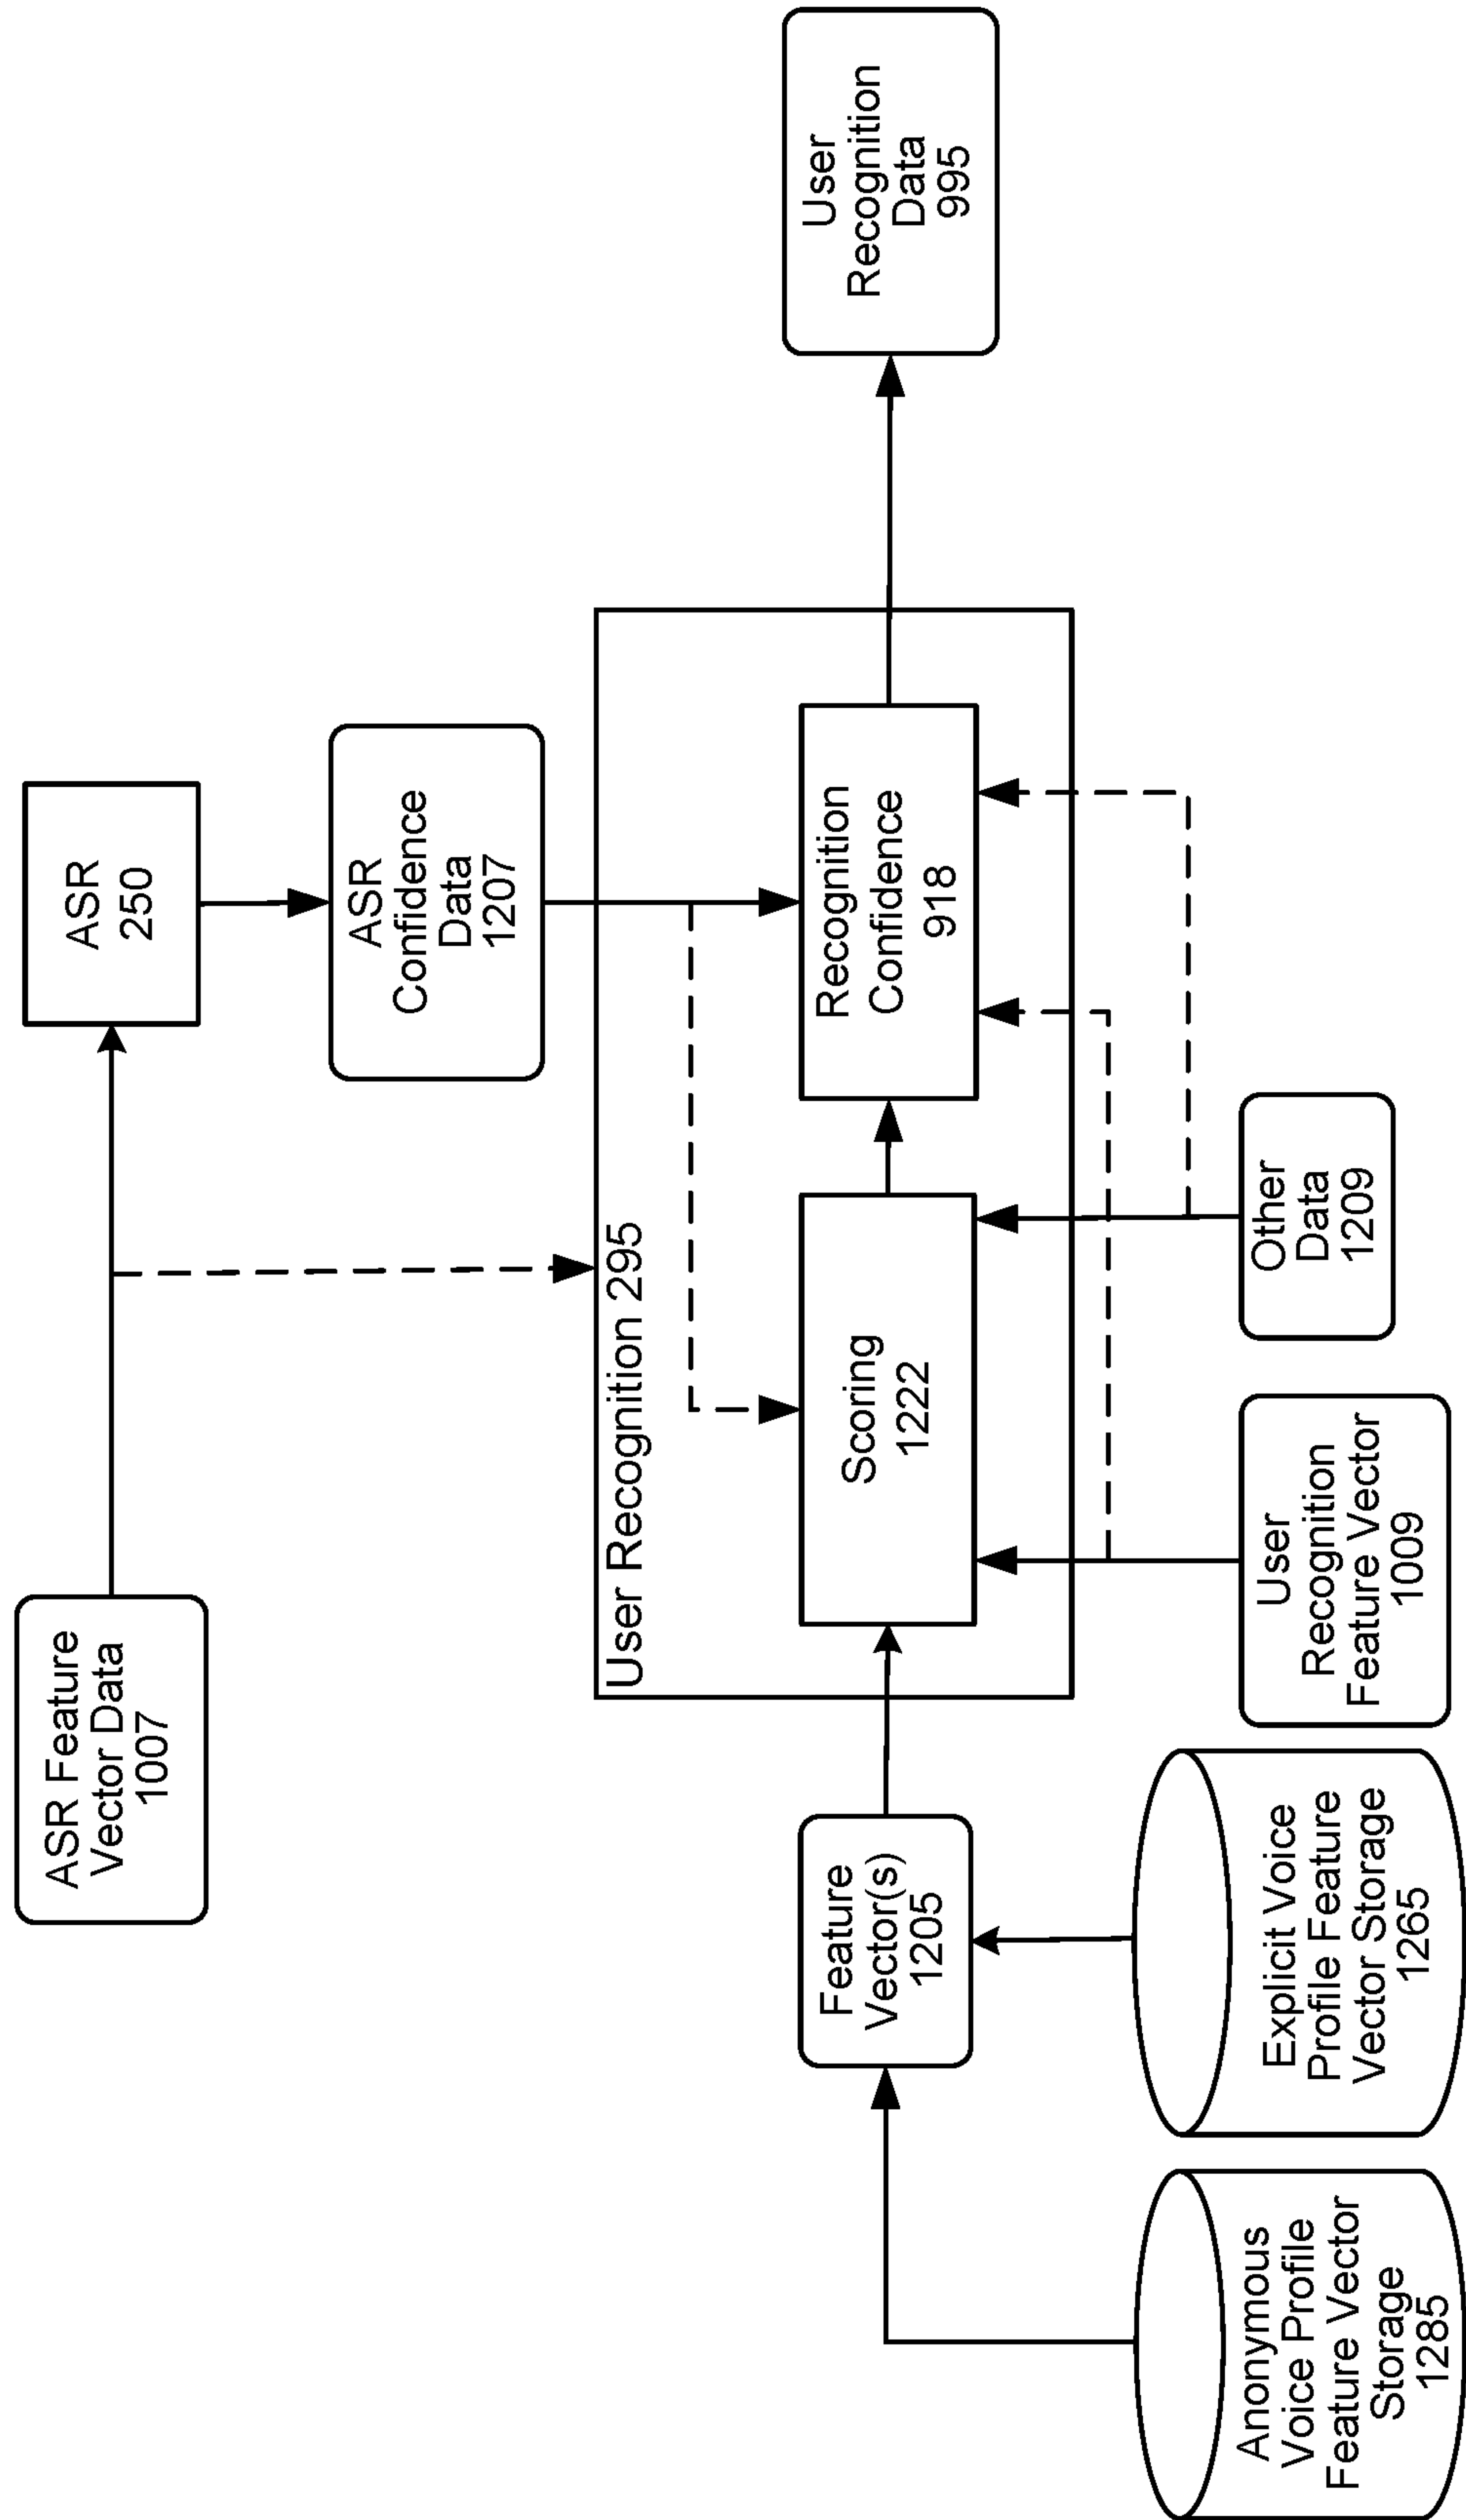 ASR Feature
Vector Data
1007
ASR
250
ASR
Confidence
Data
1207
User Recognition 295
Anonymous
Voice Profile
Feature Vector
Storage
1285
Explicit Voice
Profile Feature
Vector Storage
1265
Feature
Vector(s)
1205
Scoring
1222
Recognition
Confidence
918
User
Recognition
Data
995
User
Recognition
Feature Vector
1009
Other
Data
1209